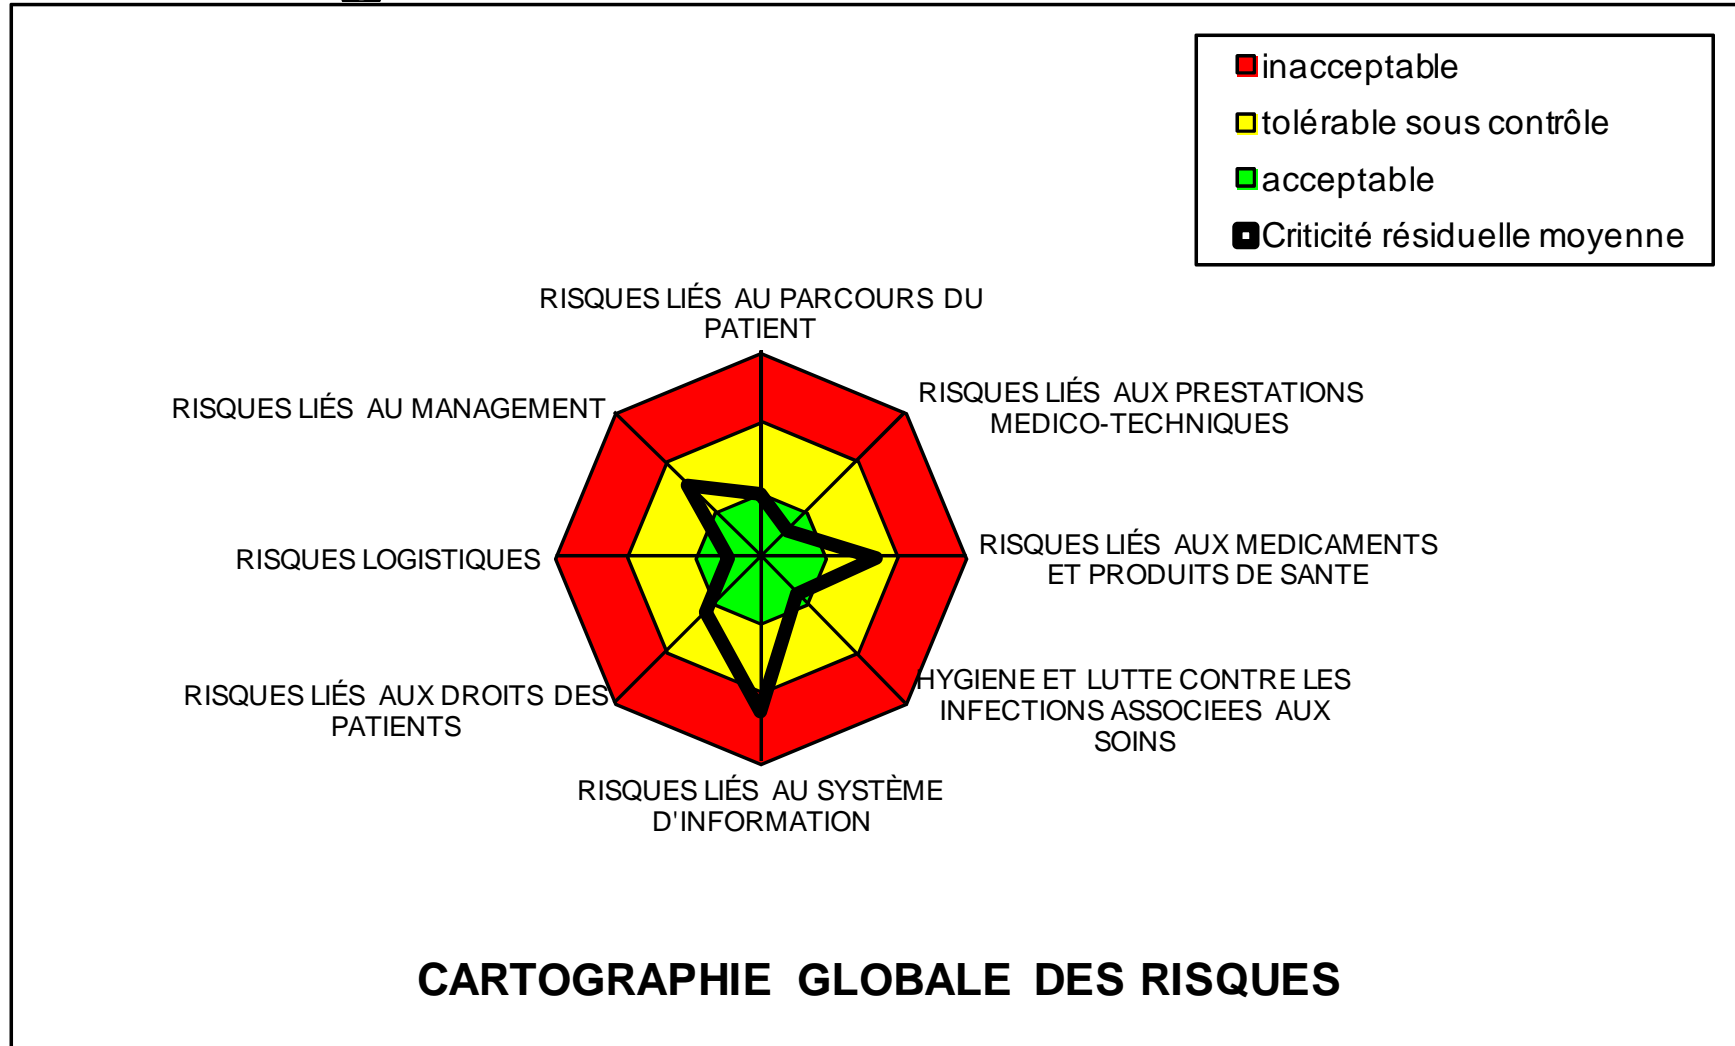 inacceptable
tolérable sous contrôle
acceptable
Criticité résiduelle moyenne
RISQUES LIÉS AU PARCOURS DU
PATIENT
RISQUES LIÉS AUX PRESTATIONS
MEDICO-TECHNIQUES
RISQUES LIÉS AU MANAGEMENT
RISQUES LIÉS AUX MEDICAMENTS
ET PRODUITS DE SANTE
RISQUES LOGISTIQUES
HYGIENE ET LUTTE CONTRE LES
INFECTIONS ASSOCIEES AUX
SOINS
RISQUES LIÉS AUX DROITS DES
PATIENTS
RISQUES LIÉS AU SYSTÈME
D'INFORMATION
CARTOGRAPHIE GLOBALE DES RISQUES